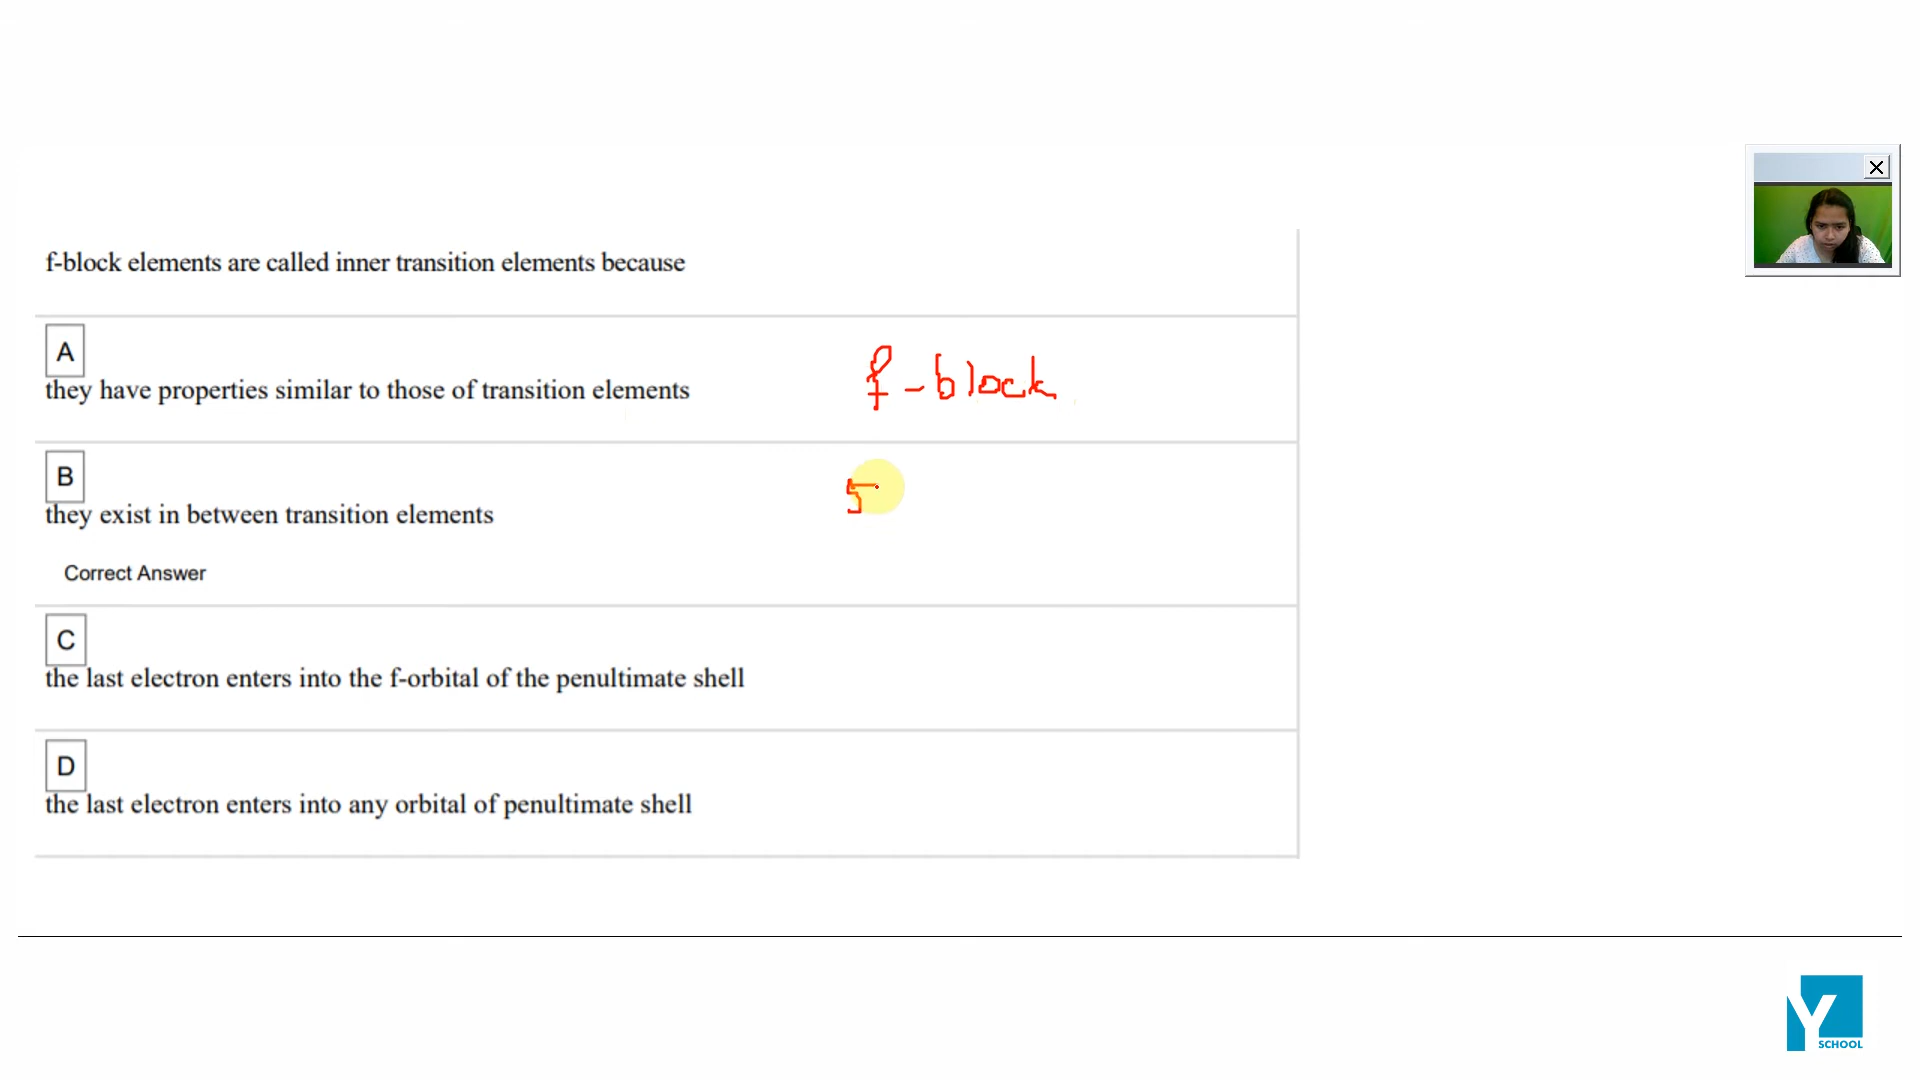 f-block elements are called inner transition elements because
A
they have properties similar to those of transition elements
f-block
B
they exist in between transition elements
5
Correct Answer
C
the last electron enters into the f-orbital of the penultimate shell
D
the last electron enters into any orbital of penultimate shell
Y
SCHOOL